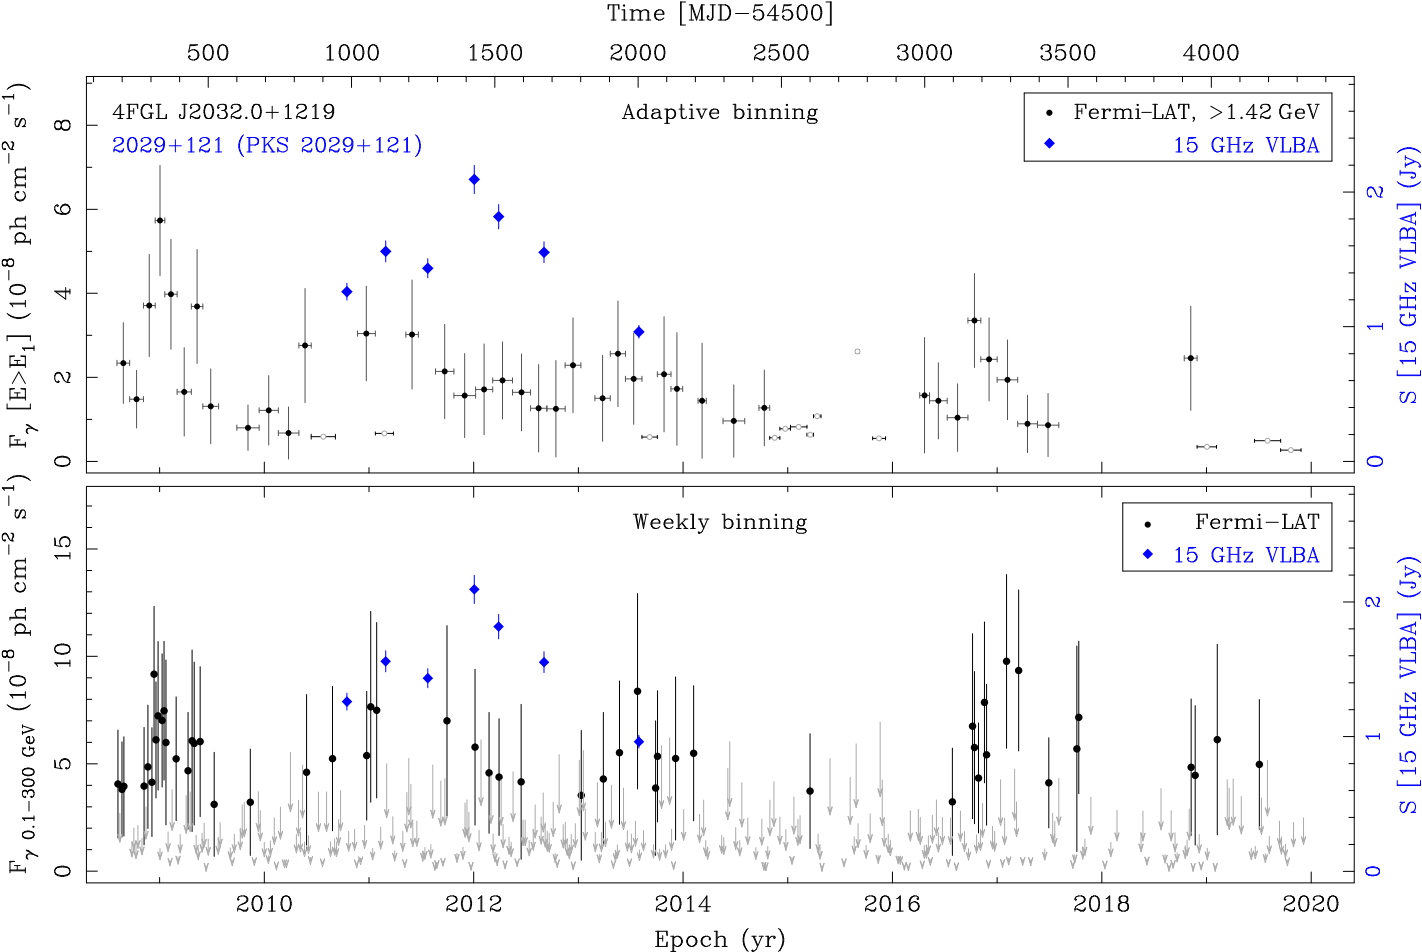 Time [MJD−54500]
500 1000 1500 2000 2500 3000 3500 4000
4FGL J2032.0+1219
2029+121 (PKS 2029+121)
Adaptive binning
Fermi−LAT, >1.42 GeV
15 GHz VLBA
F_γ [E>E_1] (10^−8 ph cm^−2 s^−1)
8
6
4
2
0
S [15 GHz VLBA] (Jy)
2
1
0
Weekly binning
Fermi−LAT
15 GHz VLBA
F_γ 0.1−300 GeV (10^−8 ph cm^−2 s^−1)
15
10
5
0
S [15 GHz VLBA] (Jy)
2
1
0
2010 2012 2014 2016 2018 2020
Epoch (yr)